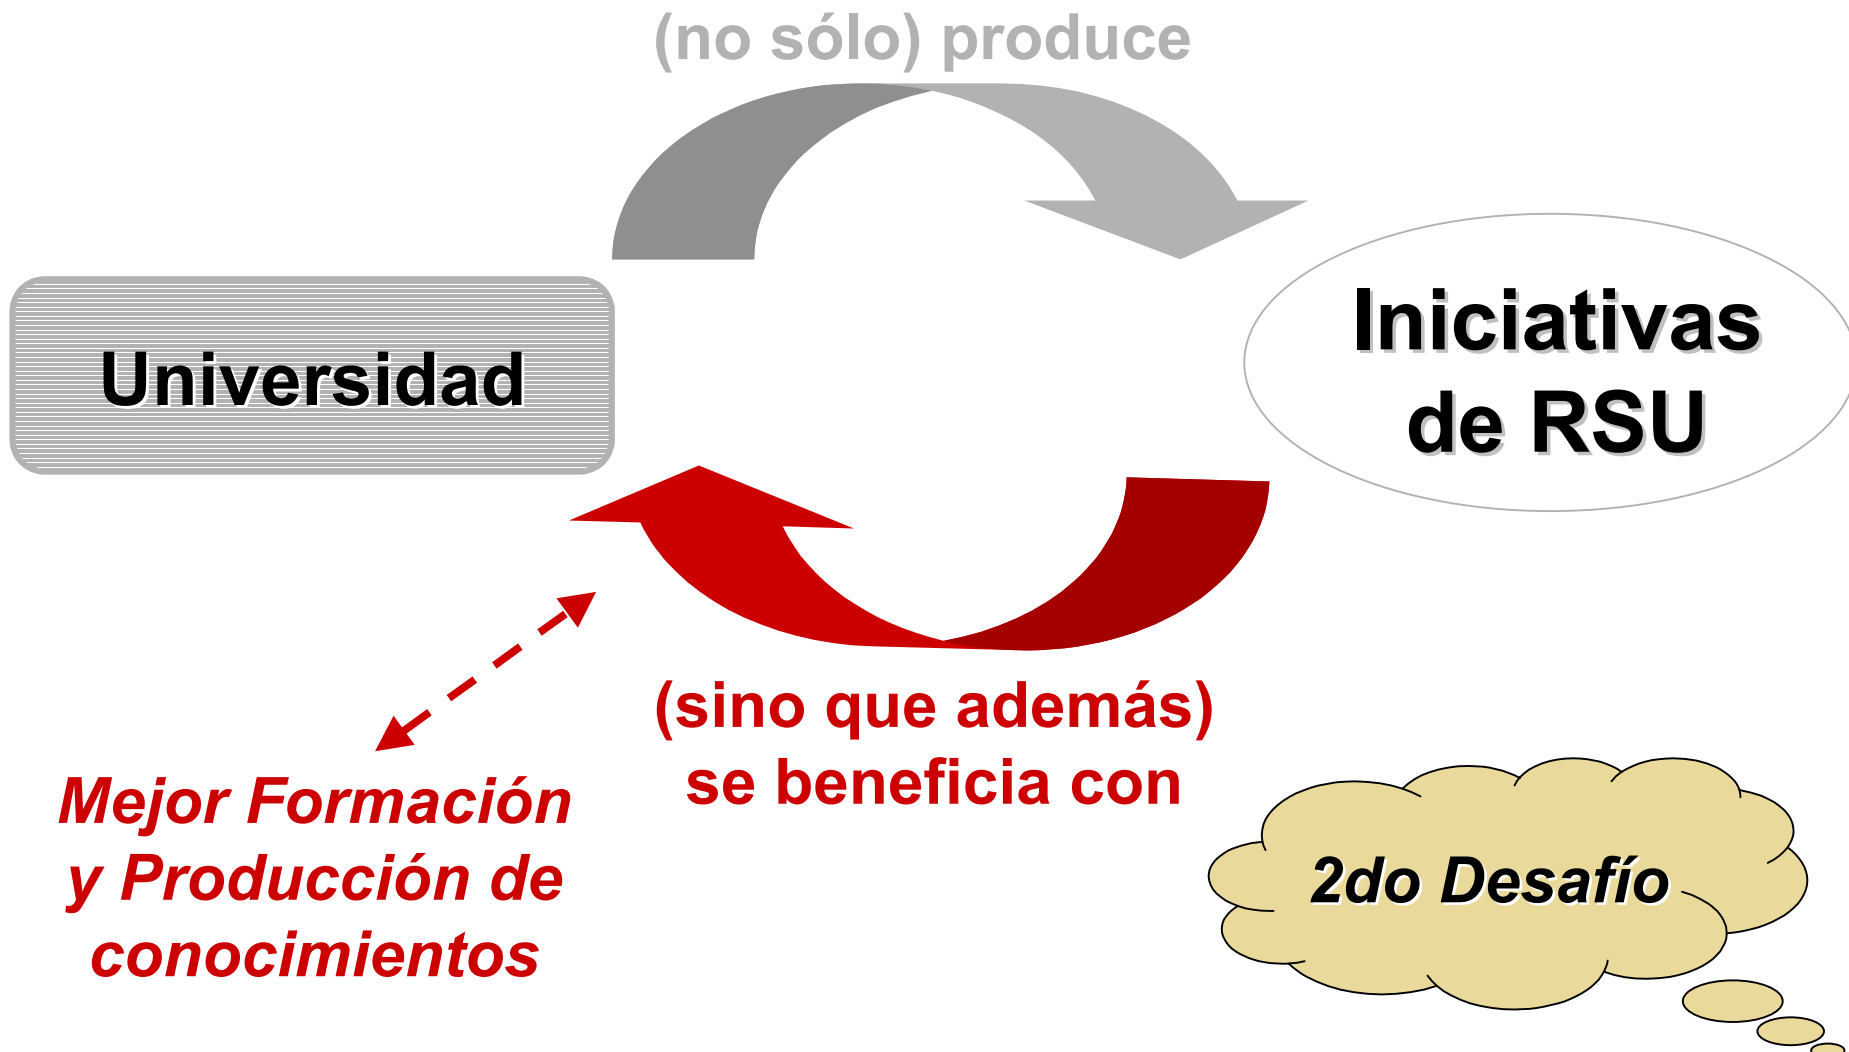 (no sólo) produce
Universidad
Iniciativas
de RSU
(sino que además)
se beneficia con
Mejor Formación
y Producción de
conocimientos
2do Desafío